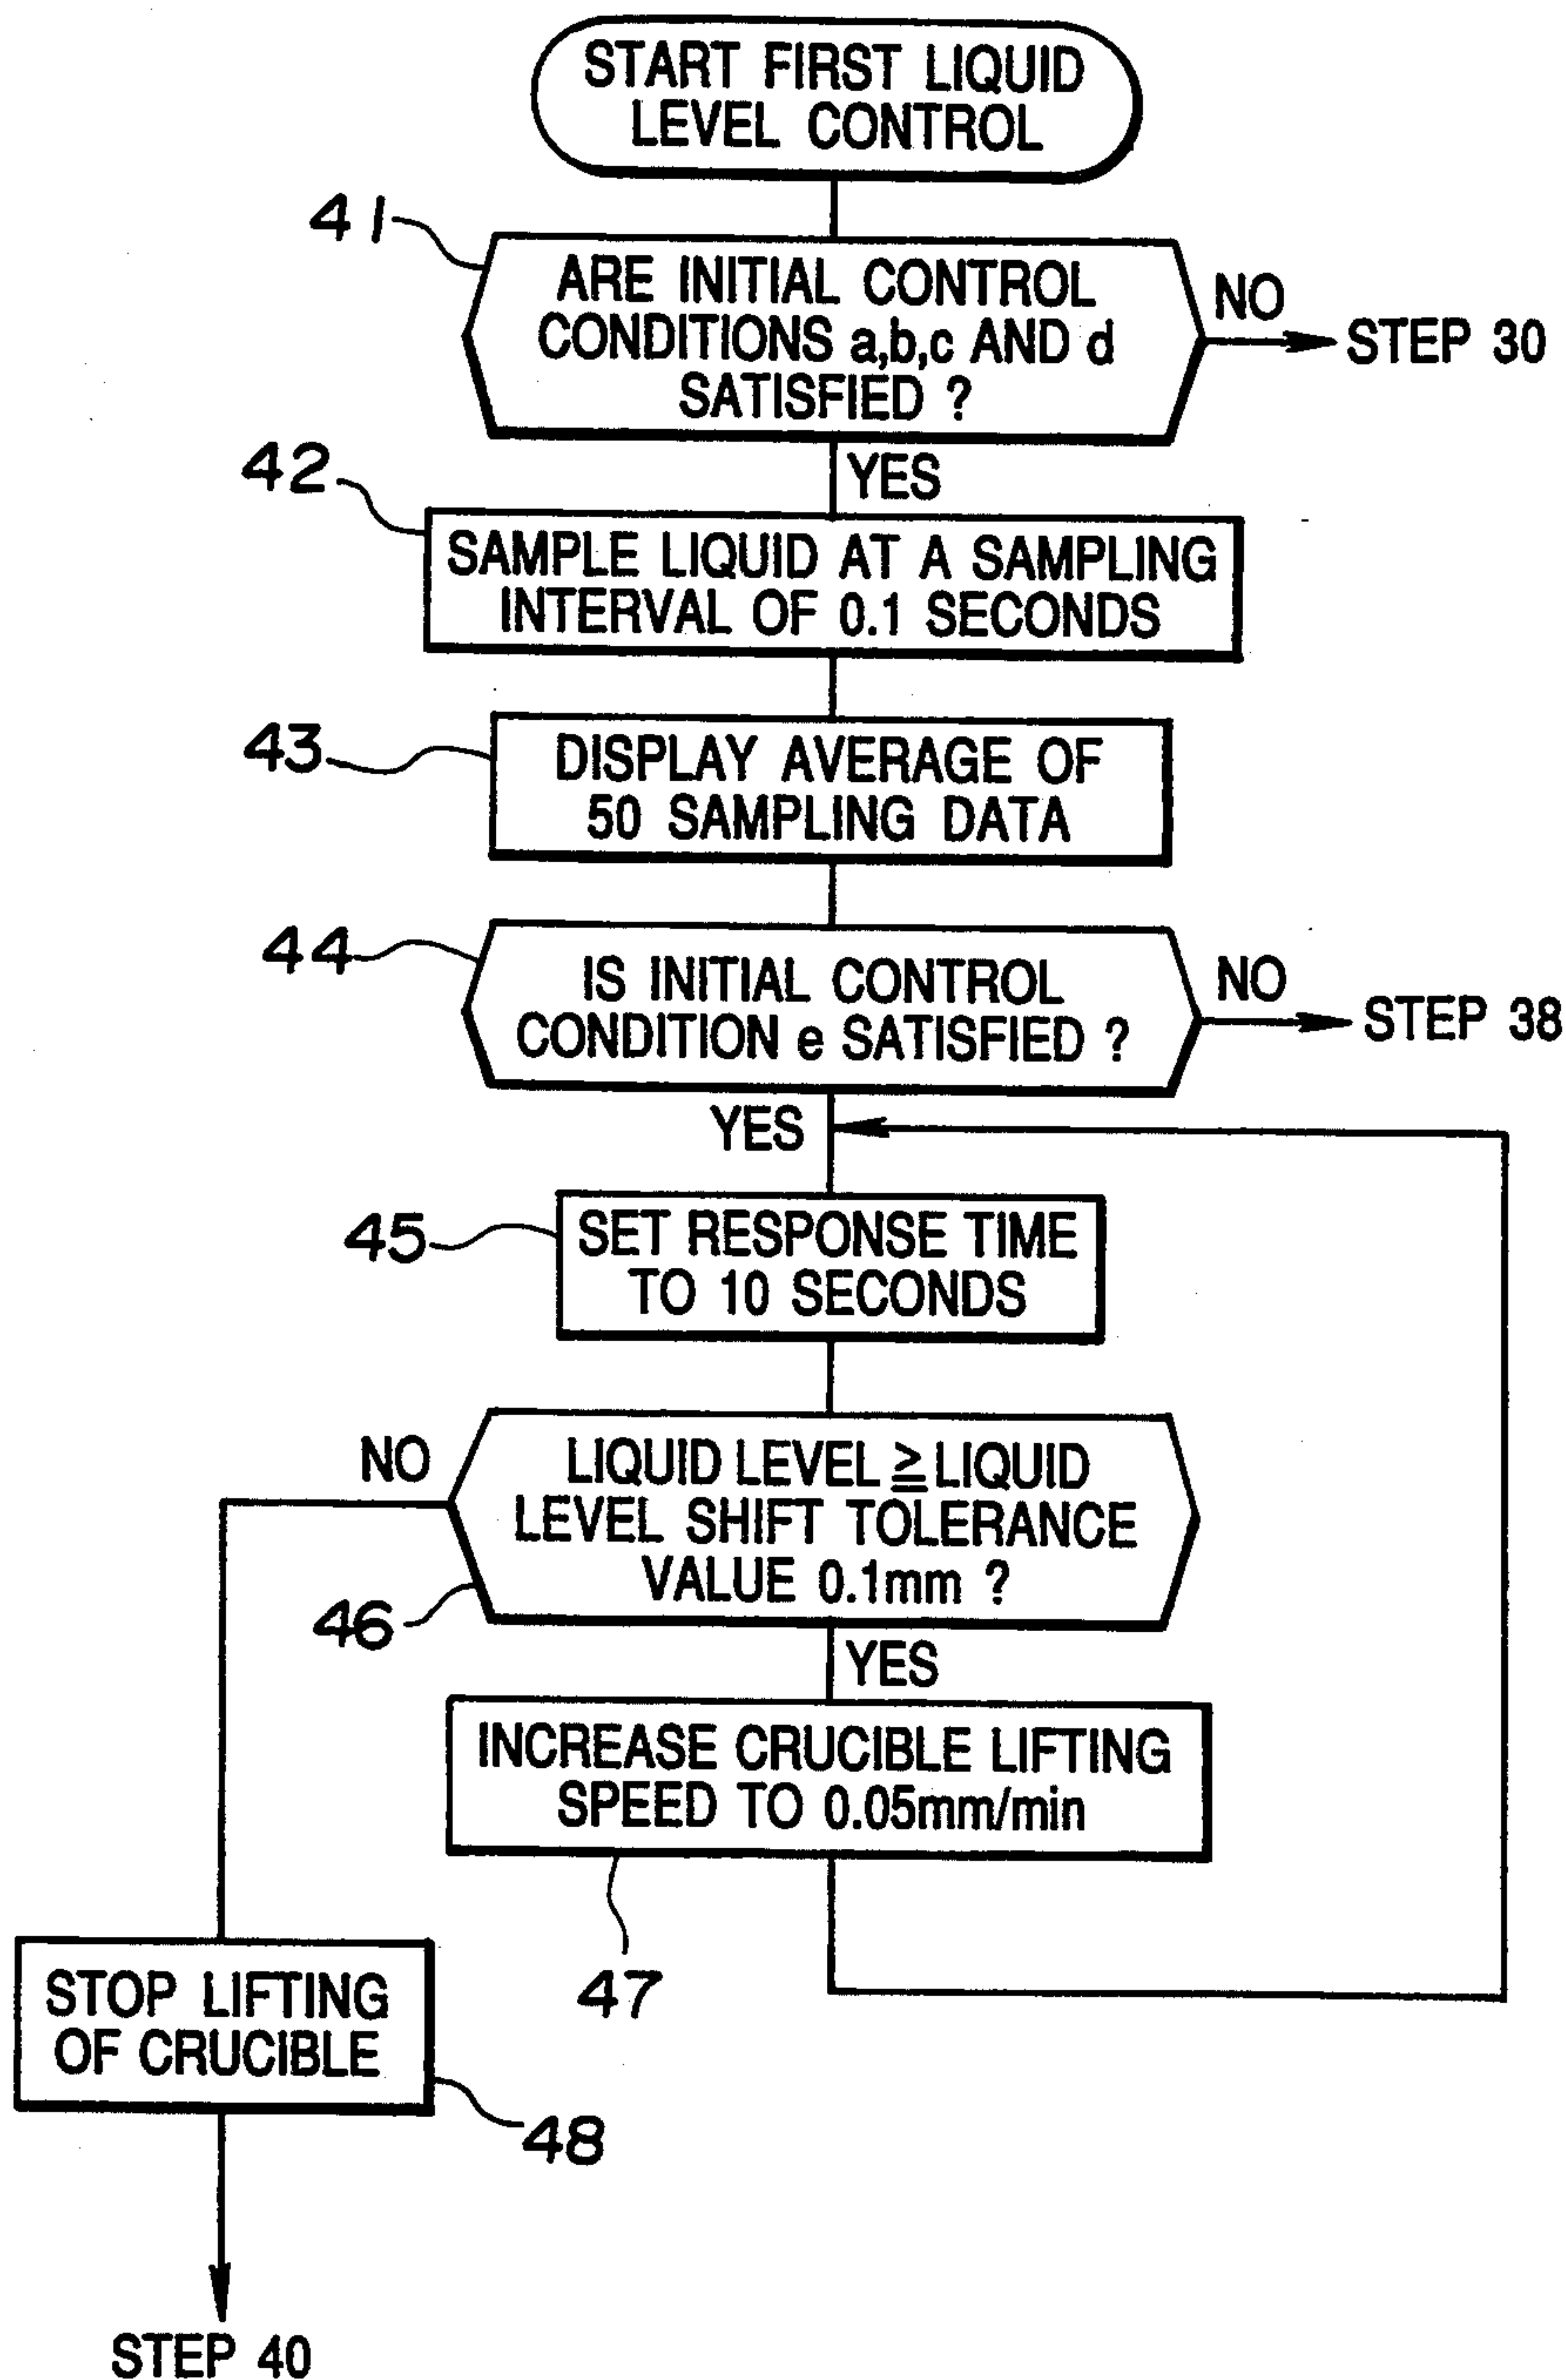 START FIRST LIQUID
LEVEL CONTROL
41
ARE INITIAL CONTROL
CONDITIONS a,b,c AND d
SATISFIED ?
NO
STEP 30
YES
42
SAMPLE LIQUID AT A SAMPLING
INTERVAL OF 0.1 SECONDS
43
DISPLAY AVERAGE OF
50 SAMPLING DATA
44
IS INITIAL CONTROL
CONDITION e SATISFIED ?
NO
STEP 38
YES
45
SET RESPONSE TIME
TO 10 SECONDS
NO
LIQUID LEVEL ≧ LIQUID
LEVEL SHIFT TOLERANCE
VALUE 0.1mm ?
46
YES
INCREASE CRUCIBLE LIFTING
SPEED TO 0.05mm/min
47
STOP LIFTING
OF CRUCIBLE
48
STEP 40